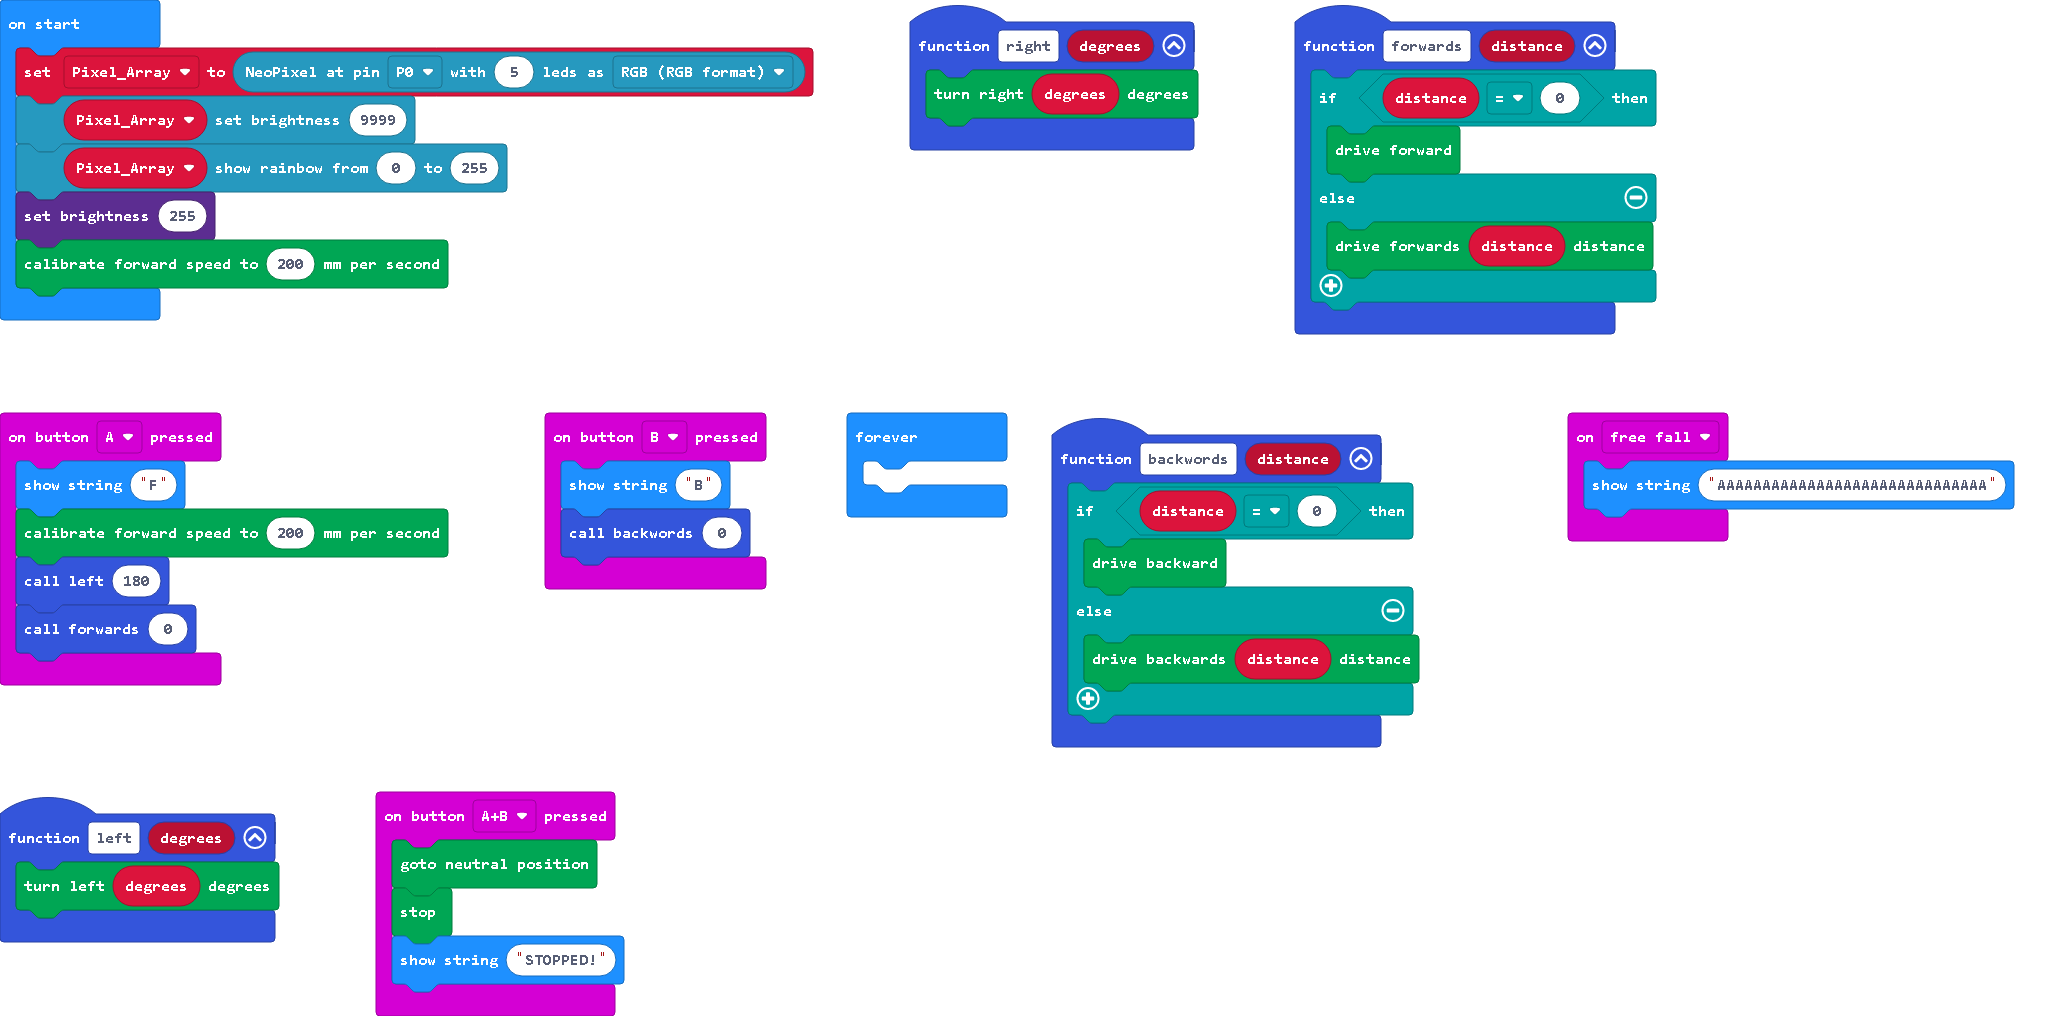 on start
set Pixel_Array to NeoPixel at pin P0 with 5 leds as RGB (RGB format)
Pixel_Array set brightness 9999
Pixel_Array show rainbow from 0 to 255
set brightness 255
calibrate forward speed to 200 mm per second
function right degrees
turn right degrees degrees
function forwards distance
if distance = 0 then
drive forward
else
drive forwards distance distance
on button A pressed
show string "F"
calibrate forward speed to 200 mm per second
call left 180
call forwards 0
on button B pressed
show string "B"
call backwords 0
forever
function backwords distance
if distance = 0 then
drive backward
else
drive backwards distance distance
on free fall
show string "AAAAAAAAAAAAAAAAAAAAAAAAAAAAAA"
function left degrees
turn left degrees degrees
on button A+B pressed
goto neutral position
stop
show string "STOPPED!"